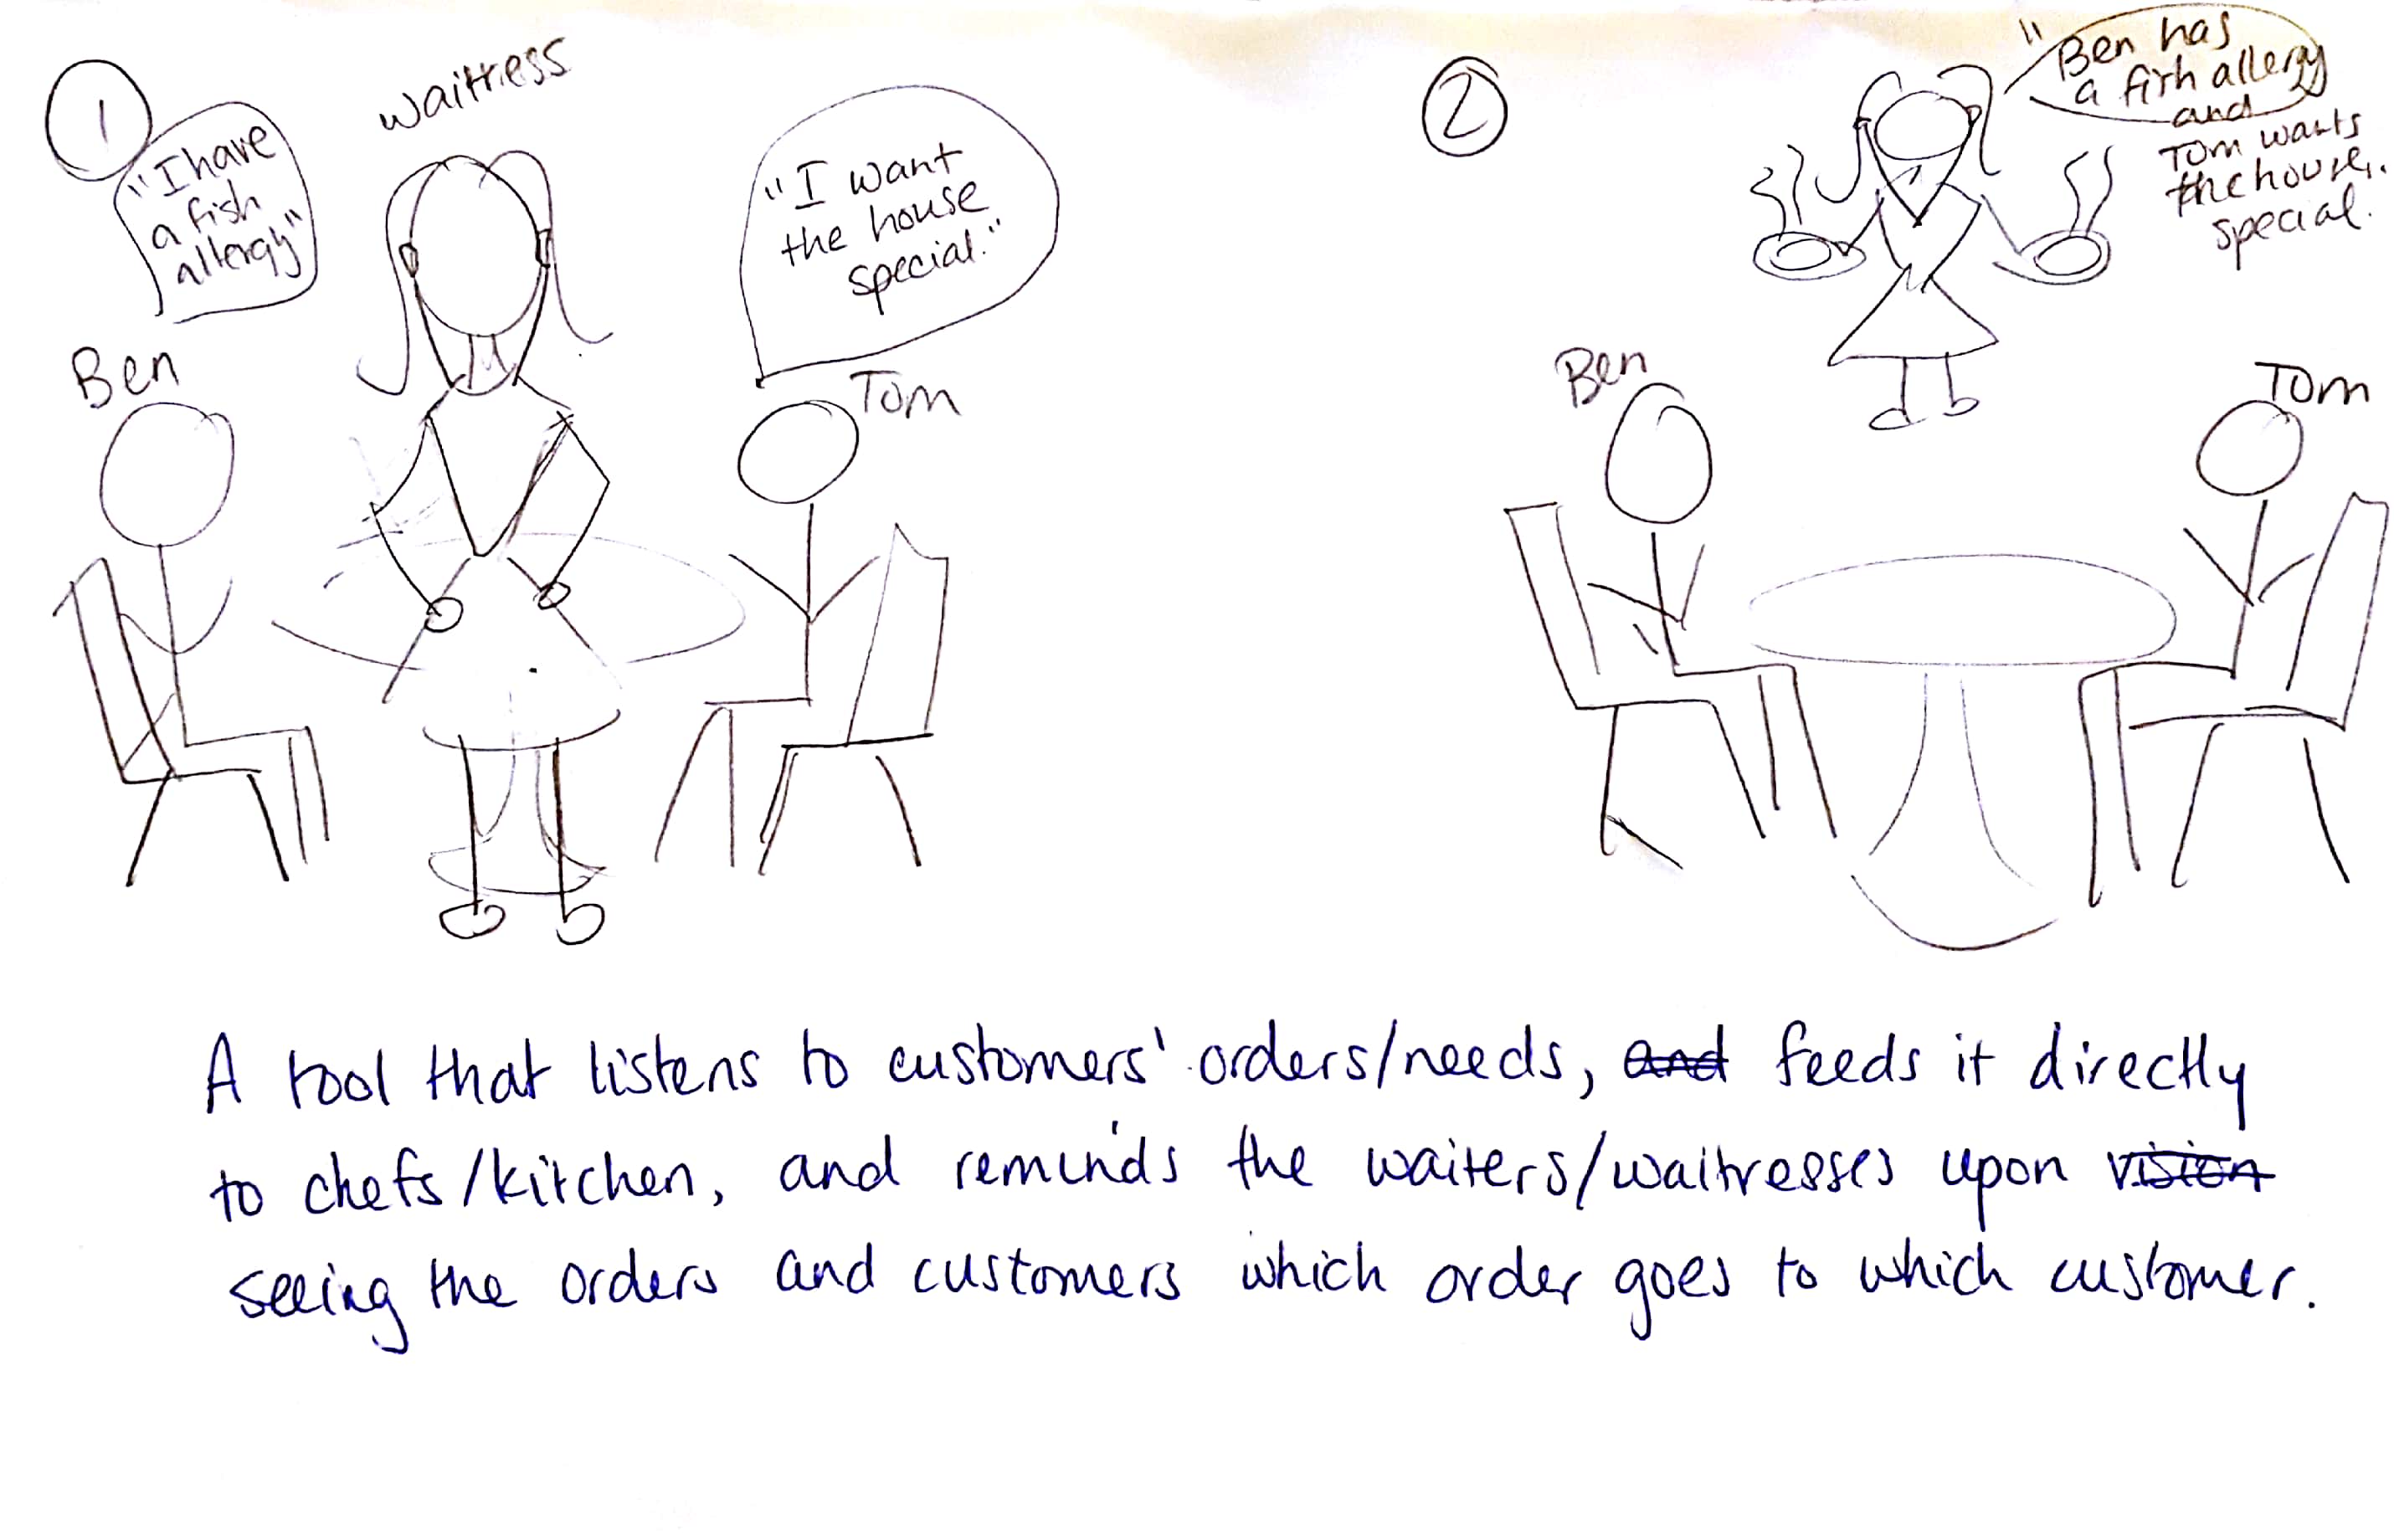 1
"I have
a fish
allergy"
waitress
"I want
the house
special."
Ben
Tom
2
"Ben has
a fish allergy
and
Tom wants
the house
special.
Ben
Tom
A tool that listens to customers' orders/needs, and feeds it directly
to chefs/kitchen, and reminds the waiters/waitresses upon vision
seeing the orders and customers which order goes to which customer.